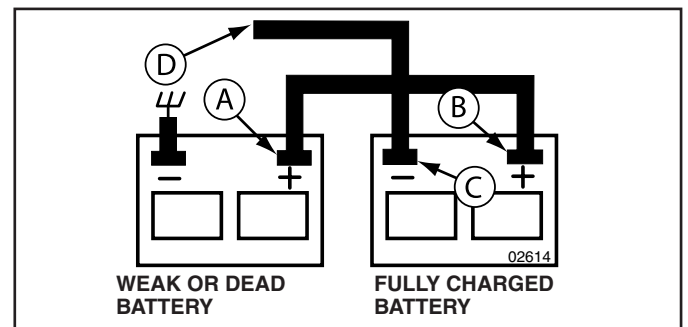 D
A
B
C
− + − +
02614
WEAK OR DEAD
BATTERY
FULLY CHARGED
BATTERY